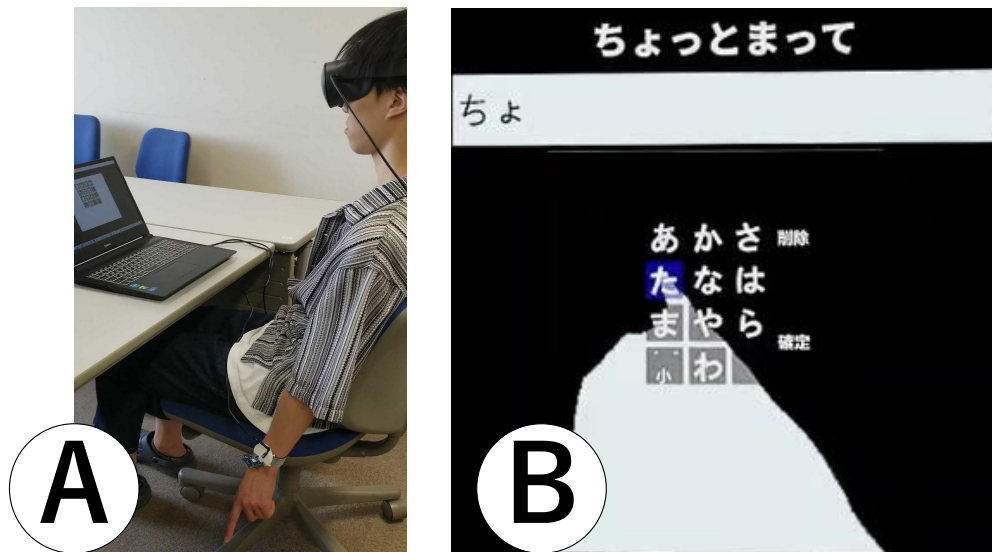 A
ちょっとまって
ちょ
あ か さ 削除
た な は
ま や ら
確定
小 わ
B